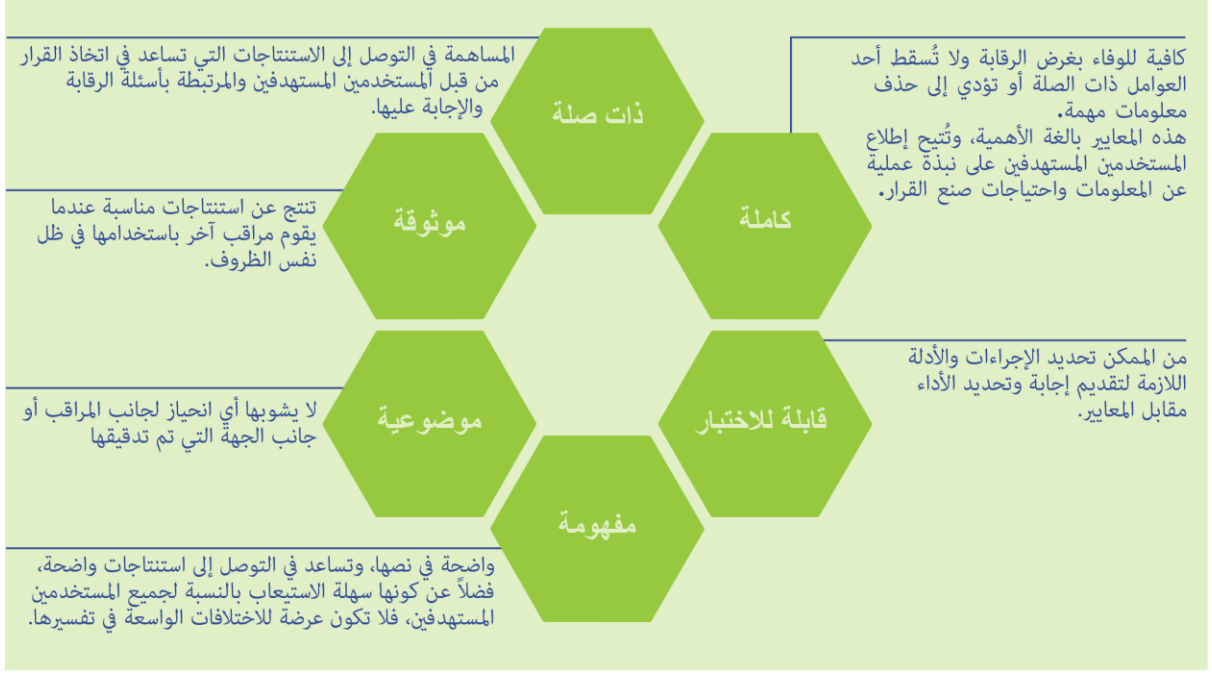 ذات صلة
المساهمة في التوصل إلى الاستنتاجات التي تساعد في اتخاذ القرار
من قبل المستخدمين المستهدفين والمرتبطة بأسئلة الرقابة
والإجابة عليها.
كاملة
كافية للوفاء بغرض الرقابة ولا تُسقط أحد
العوامل ذات الصلة أو تؤدي إلى حذف
معلومات مهمة.
هذه المعايير بالغة الأهمية، وتُتيح إطلاع
المستخدمين المستهدفين على نبذة عملية
عن المعلومات واحتياجات صنع القرار.
موثوقة
تنتج عن استنتاجات مناسبة عندما
يقوم مراقب آخر باستخدامها في ظل
نفس الظروف.
قابلة للاختبار
من الممكن تحديد الإجراءات والأدلة
اللازمة لتقديم إجابة وتحديد الأداء
مقابل المعايير.
موضوعية
لا يشوبها أي انحياز لجانب المراقب أو
جانب الجهة التي تم تدقيقها
مفهومة
واضحة في نصها، وتساعد في التوصل إلى استنتاجات واضحة،
فضلاً عن كونها سهلة الاستيعاب بالنسبة لجميع المستخدمين
المستهدفين، فلا تكون عرضة للاختلافات الواسعة في تفسيرها.